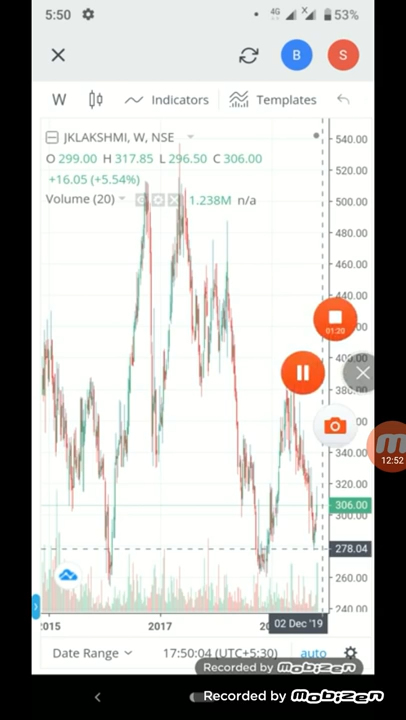 5:50
4G
53%
B
S
W
Indicators
Templates
JKLAKSHMI, W, NSE
O 299.00 H 317.85 L 296.50 C 306.00
+16.05 (+5.54%)
Volume (20)
1.238M n/a
540.00
520.00
500.00
480.00
460.00
440.00
01:20
380.00
340.00
12:52
320.00
306.00
300.00
278.04
260.00
240.00
2015
2017
02 Dec '19
Date Range
17:50:04 (UTC+5:30)
auto
Recorded by Mobizen
Recorded by Mobizen